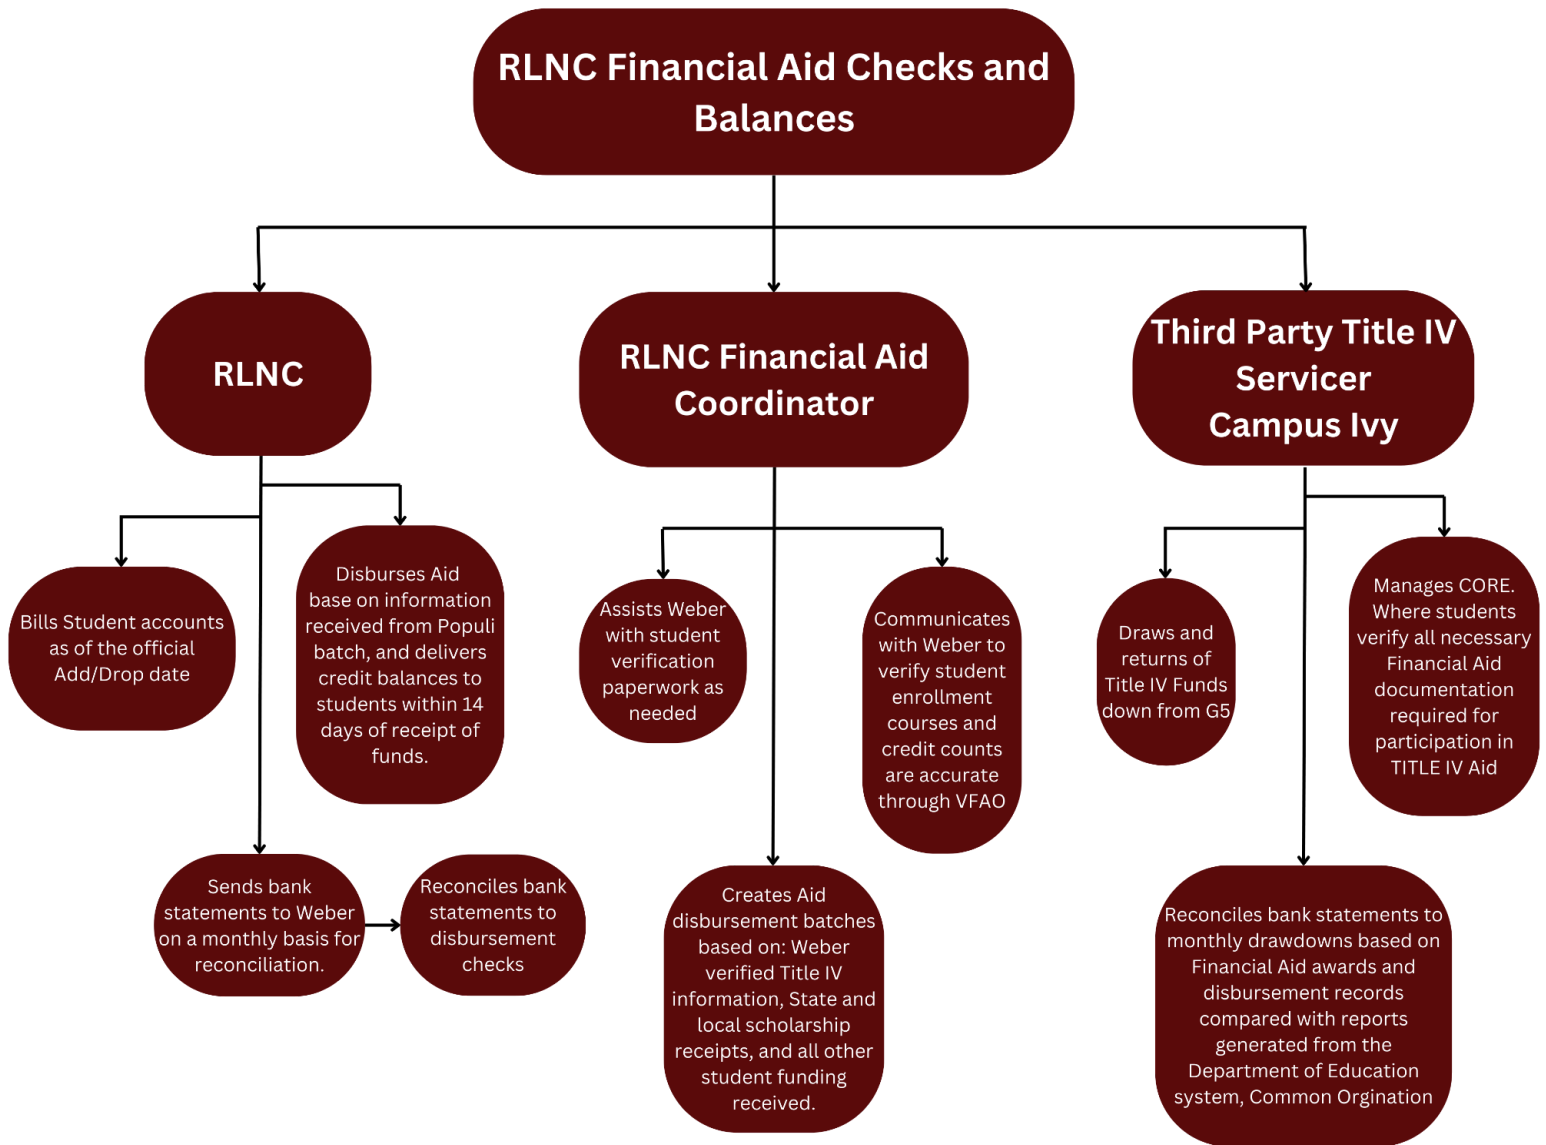 RLNC Financial Aid Checks and
Balances
RLNC
RLNC Financial Aid
Coordinator
Third Party Title IV
Servicer
Campus Ivy
Bills Student accounts
as of the official
Add/Drop date
Disburses Aid
base on information
received from Populi
batch, and delivers
credit balances to
students within 14
days of receipt of
funds.
Sends bank
statements to Weber
on a monthly basis for
reconciliation.
Reconciles bank
statements to
disbursement
checks
Assists Weber
with student
verification
paperwork as
needed
Communicates
with Weber to
verify student
enrollment
courses and
credit counts
are accurate
through VFAO
Creates Aid
disbursement batches
based on: Weber
verified Title IV
information, State and
local scholarship
receipts, and all other
student funding
received.
Draws and
returns of
Title IV Funds
down from G5
Manages CORE.
Where students
verify all necessary
Financial Aid
documentation
required for
participation in
TITLE IV Aid
Reconciles bank statements to
monthly drawdowns based on
Financial Aid awards and
disbursement records
compared with reports
generated from the
Department of Education
system, Common Orgination